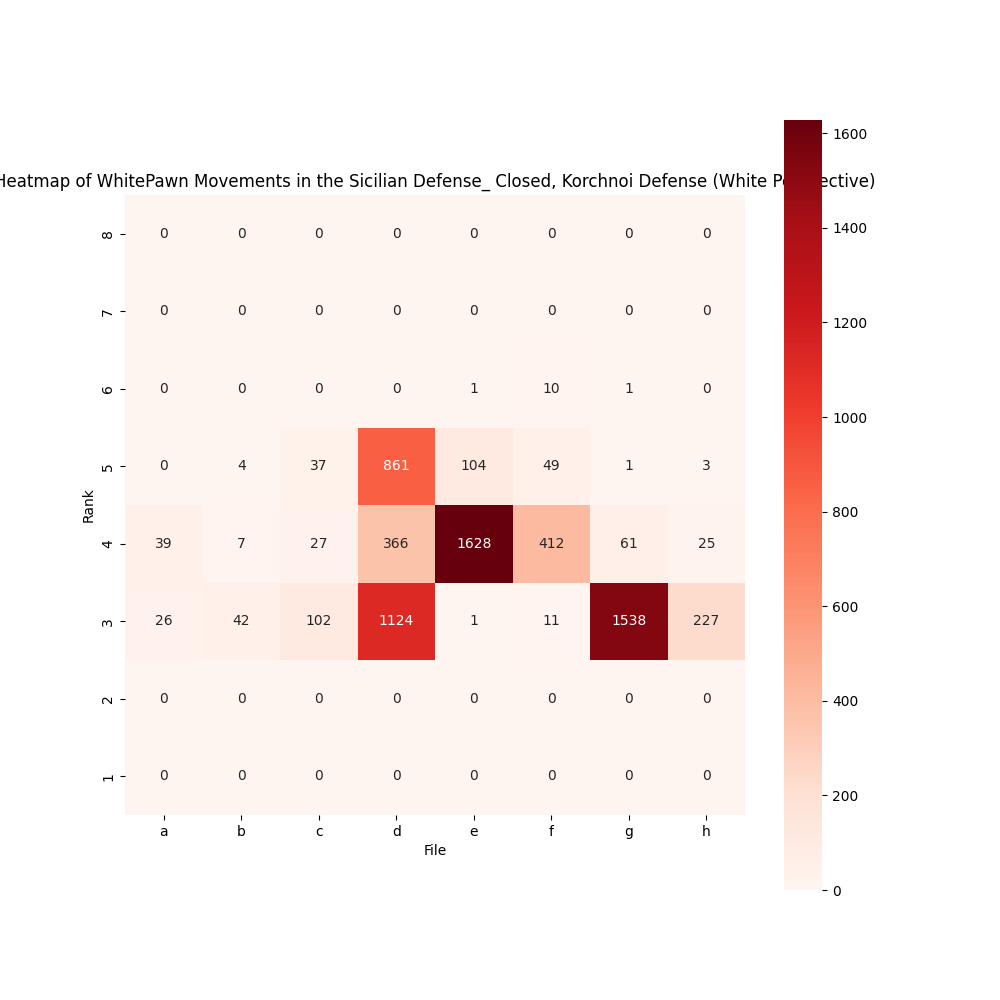 Heatmap of WhitePawn Movements in the Sicilian Defense_ Closed, Korchnoi Defense (White
1600
1400
1200
1000
800
600
400
200
0
Rank
8 0 0 0 0 0 0 0 0
7 0 0 0 0 0 0 0 0
6 0 0 0 0 1 10 1 0
5 0 4 37 861 104 49 1 3
4 39 7 27 366 1628 412 61 25
3 26 42 102 1124 1 11 1538 227
2 0 0 0 0 0 0 0 0
1 0 0 0 0 0 0 0 0
a b c d e f g h
File